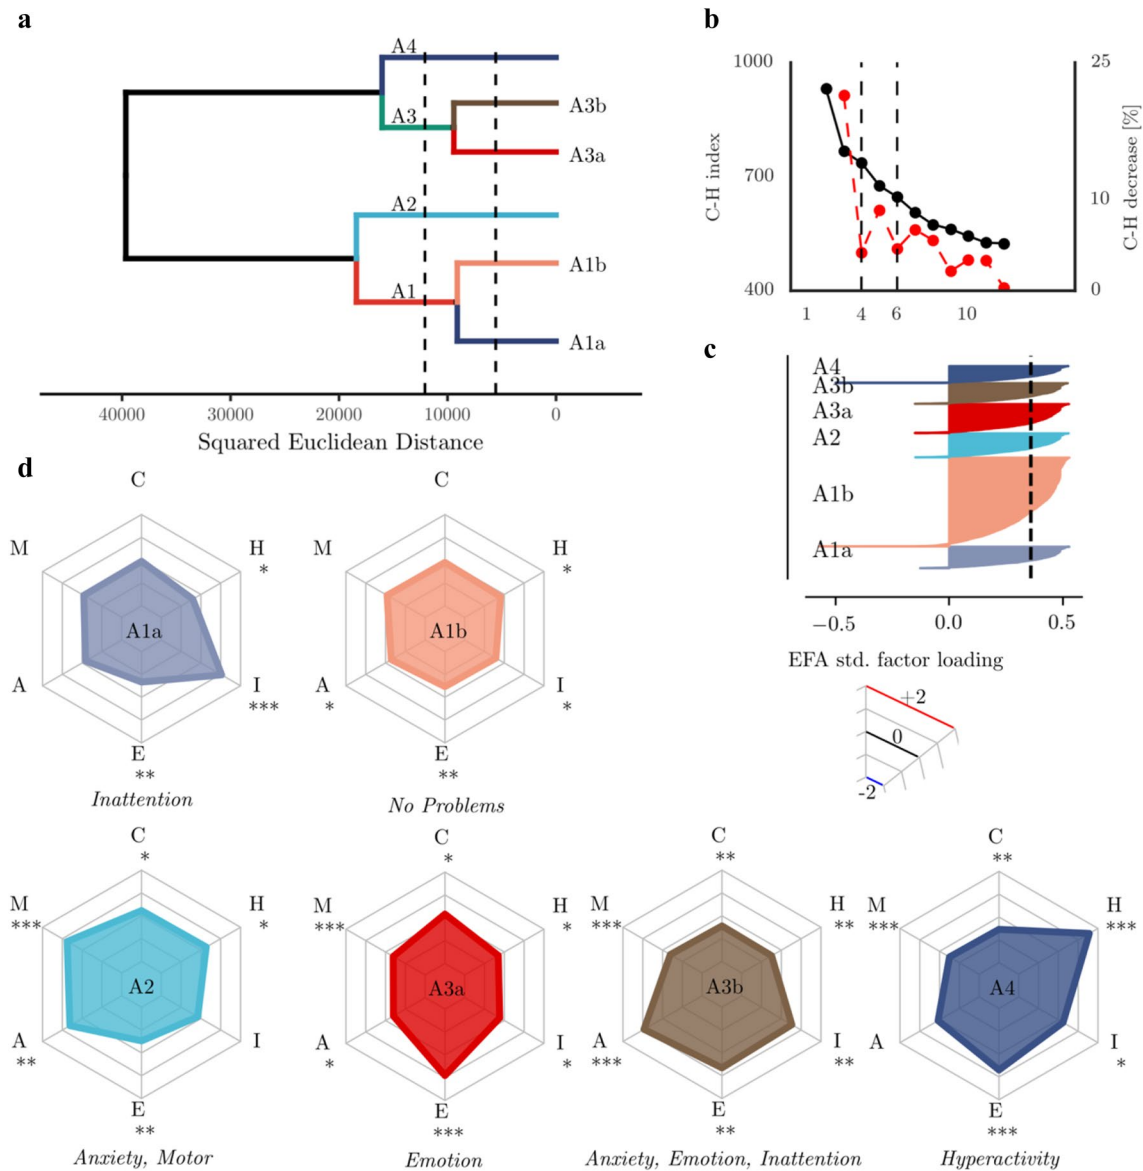 a
A4
A3b
A3
A3a
A2
A1b
A1
A1a
40000 30000 20000 10000 0
Squared Euclidean Distance
b
1000 25
700 10
400 0
C-H index
C-H decrease [%]
1 4 6 10
c
A4
A3b
A3a
A2
A1b
A1a
−0.5 0.0 0.5
EFA std. factor loading
+2
0
-2
d
C
M H
*
A1a
A I
***
E
**
Inattention
C
M H
*
A1b
A I
* *
E
**
No Problems
C
*
M H
*** *
A2
A I
**
E
**
Anxiety, Motor
C
*
M H
*** *
A3a
A I
* *
E
***
Emotion
C
**
M H
*** **
A3b
A I
*** **
E
**
Anxiety, Emotion, Inattention
C
**
M H
*** ***
A4
A I
*
E
***
Hyperactivity